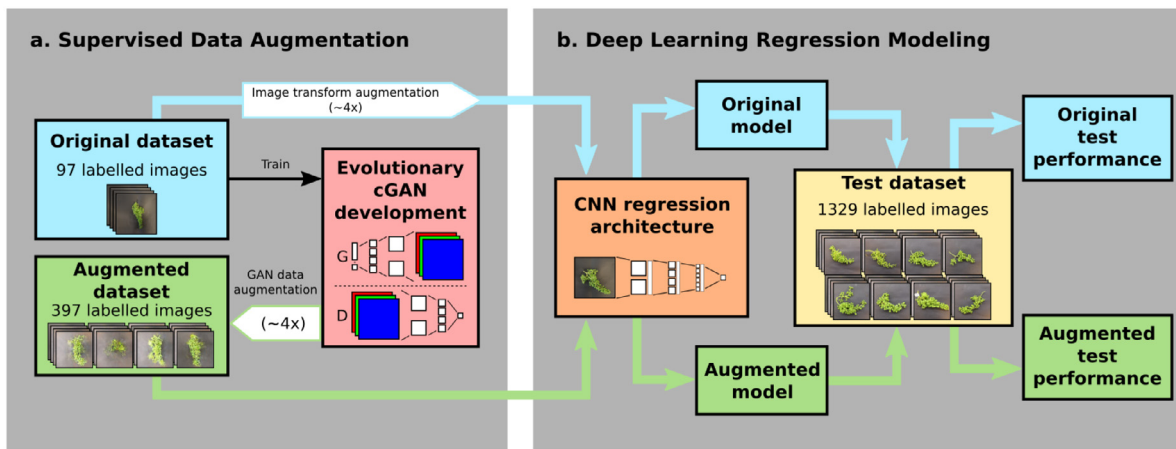 a. Supervised Data Augmentation
Image transform augmentation
(~4x)
Original dataset
97 labelled images
Train
Evolutionary
cGAN
development
G
D
GAN data
augmentation
(~4x)
Augmented
dataset
397 labelled images
b. Deep Learning Regression Modeling
CNN regression
architecture
Original
model
Augmented
model
Test dataset
1329 labelled images
Original
test
performance
Augmented
test
performance